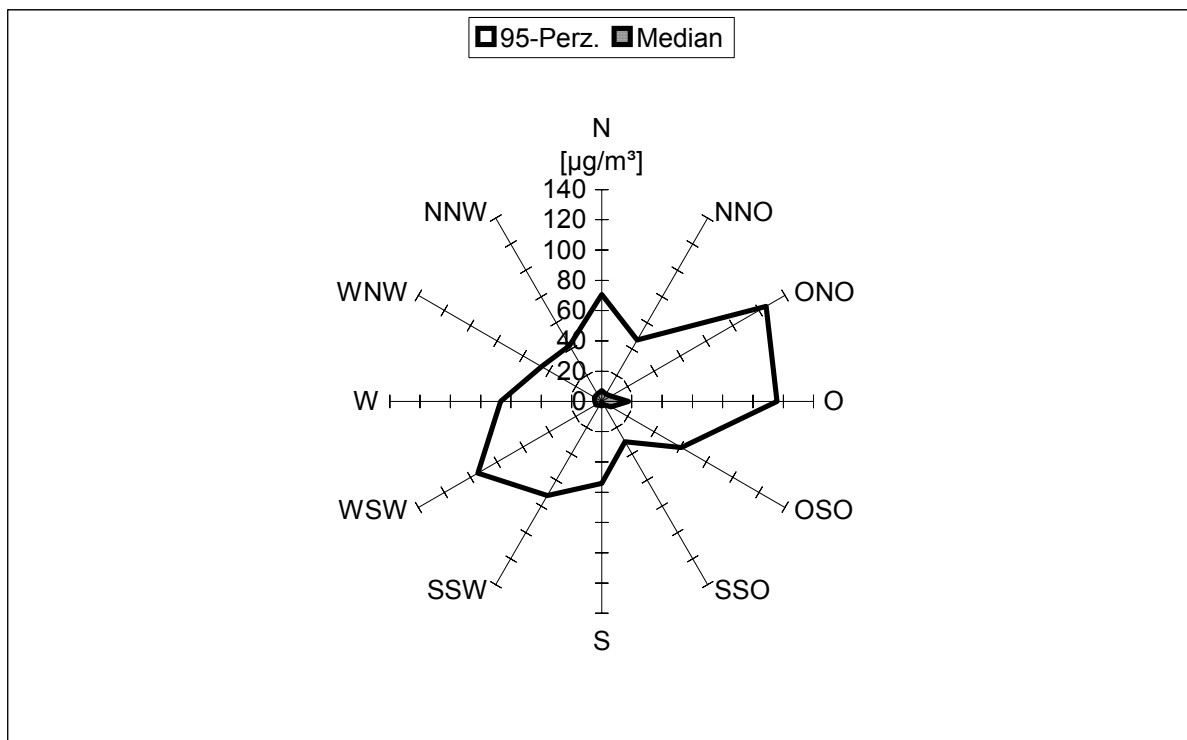 95-Perz. Median
N
[µg/m³]
140
NNW NNO
120
100
80
WNW ONO
60
40
20
W 0 O
WSW OSO
SSW SSO
S